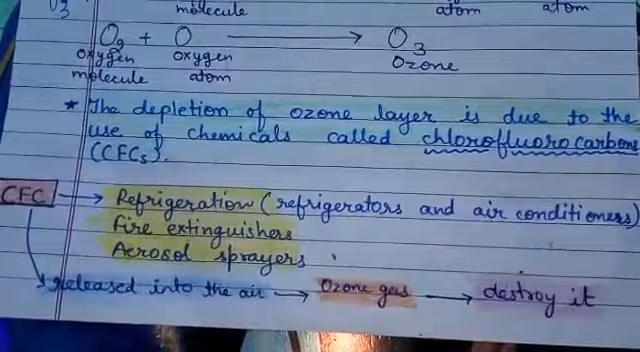 O3 molecule atom atom
O2 + O → O3
oxygen oxygen Ozone
molecule atom
* The depletion of ozone layer is due to the
use of chemicals called chlorofluorocarbons
(CFCs).
CFC → Refrigeration (refrigerators and air conditioners)
Fire extinguishers
Aerosol sprayers
released into the air → Ozone gas → destroy it